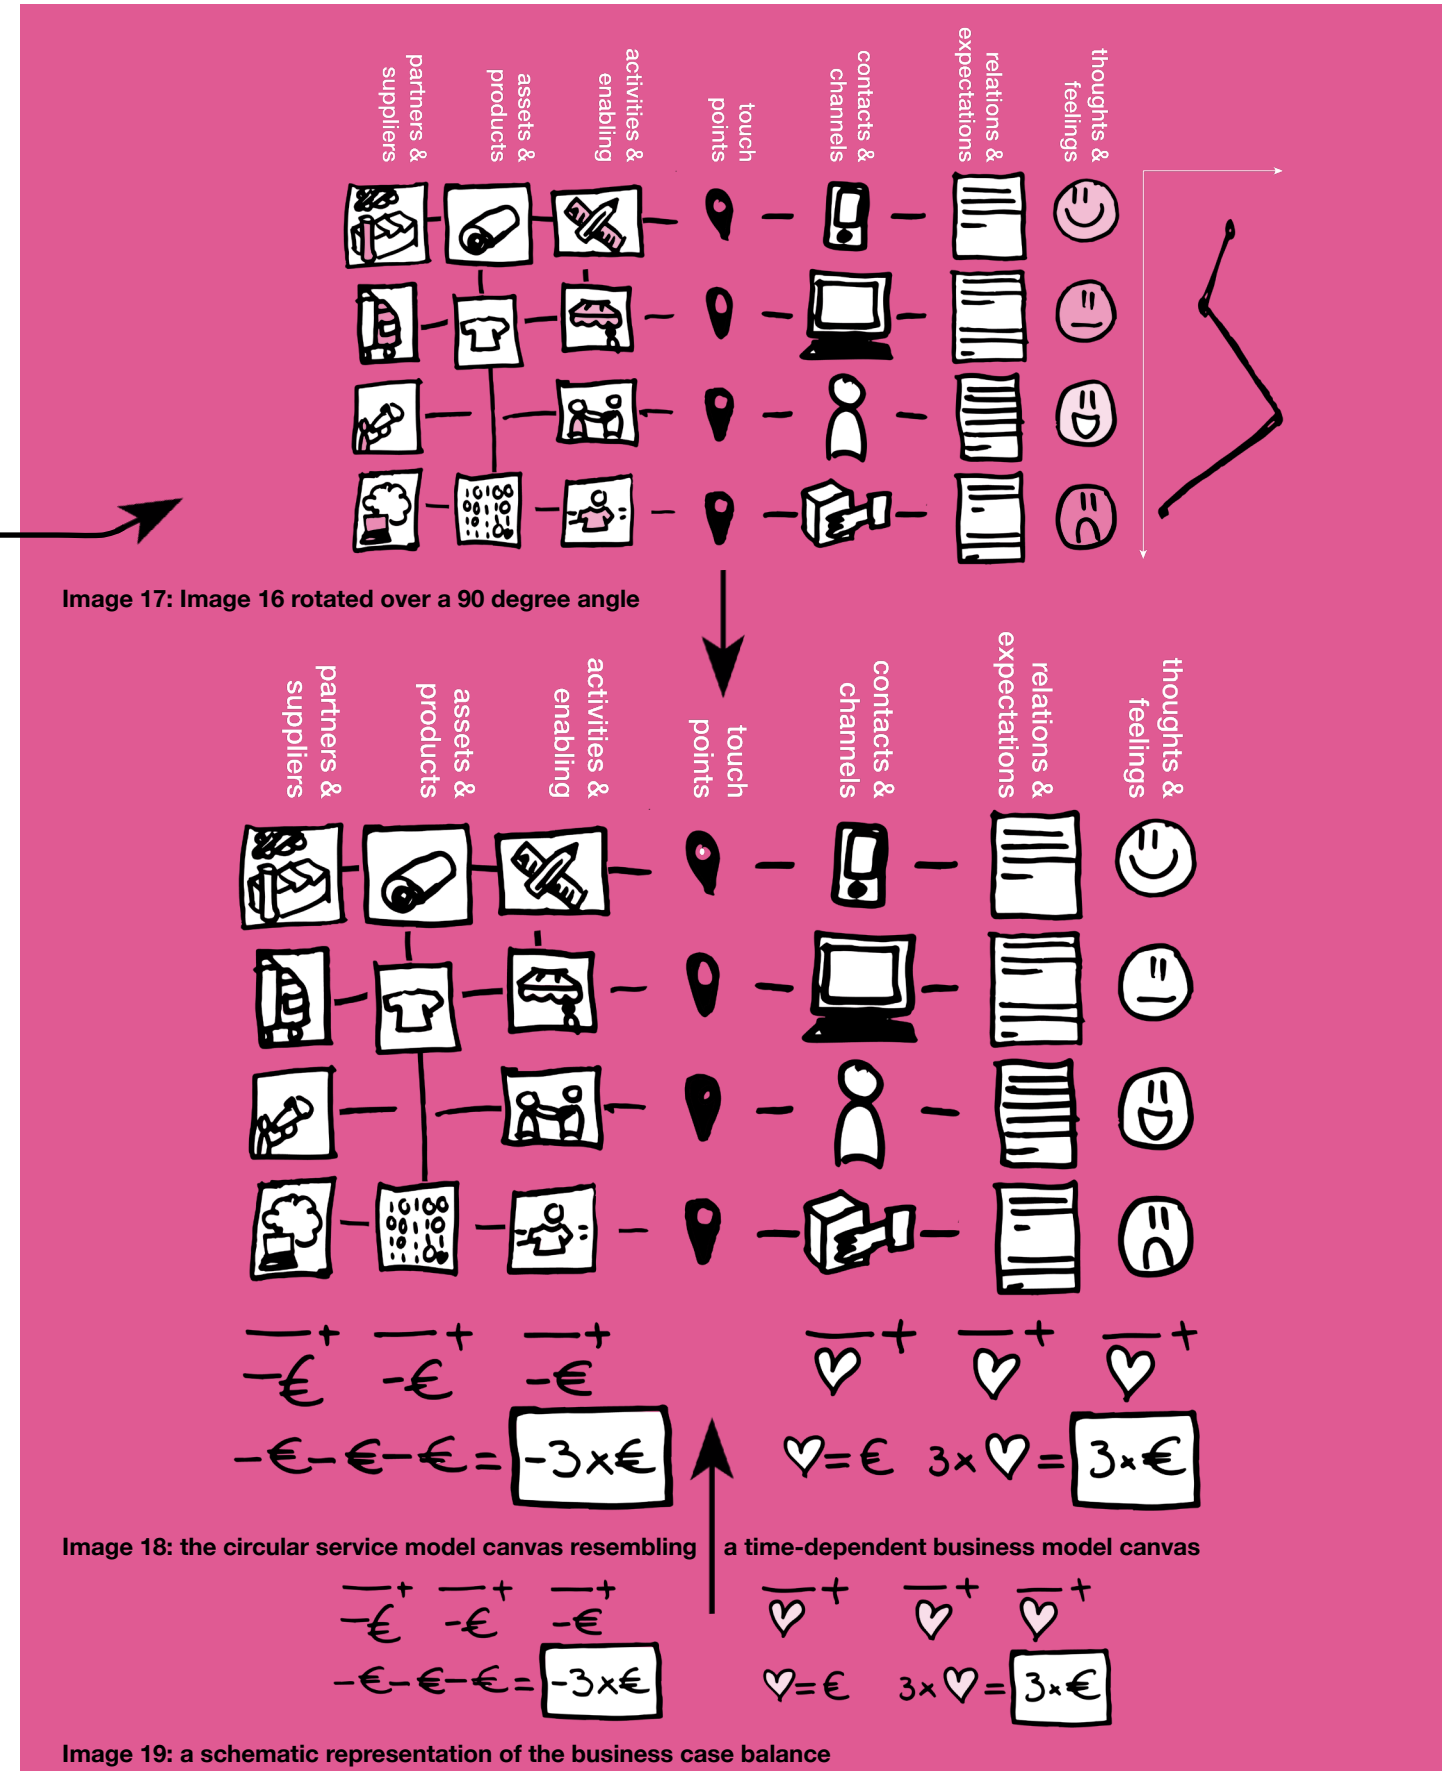 partners &
suppliers
assets &
products
activities &
enabling
touch
points
contacts &
channels
relations &
expectations
thoughts &
feelings
Image 17: Image 16 rotated over a 90 degree angle
partners &
suppliers
assets &
products
activities &
enabling
touch
points
contacts &
channels
relations &
expectations
thoughts &
feelings
+ + + + + +
-€ -€ -€
-€-€-€= -3x€ ♡=€ 3x♡= 3x€
Image 18: the circular service model canvas resembling a time-dependent business model canvas
+ + + + + +
-€ -€ -€
-€-€-€= -3x€ ♡=€ 3x♡= 3x€
Image 19: a schematic representation of the business case balance